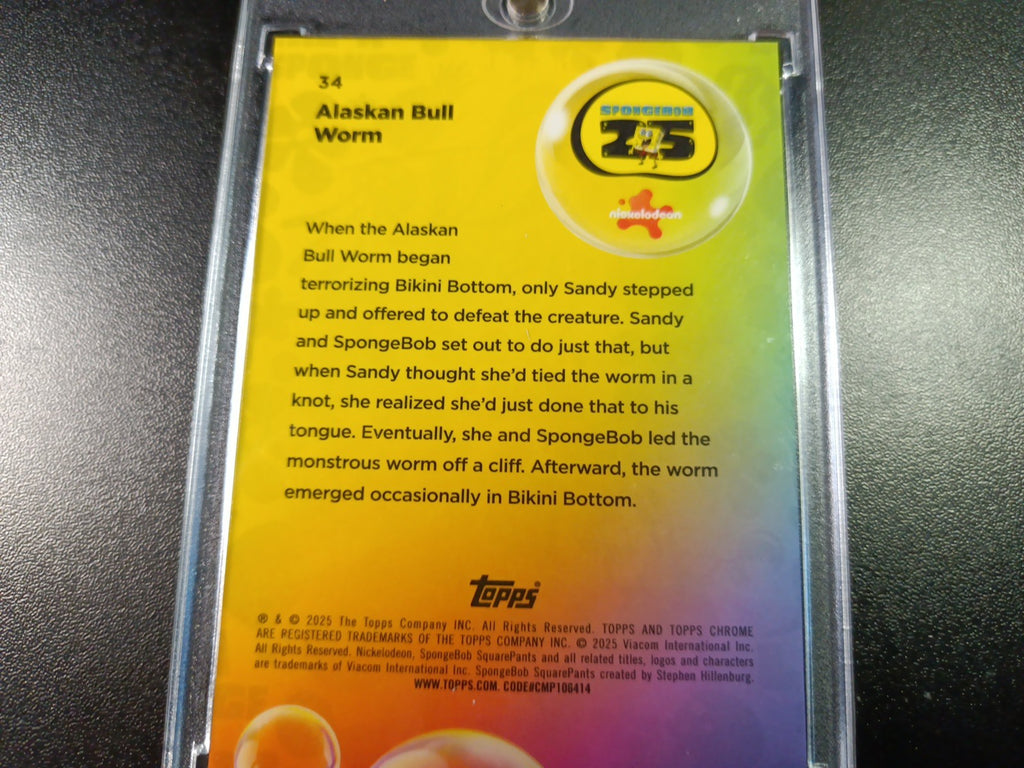 34
Alaskan Bull
Worm
SPONGEBOB
25
nickelodeon
When the Alaskan
Bull Worm began
terrorizing Bikini Bottom, only Sandy stepped
up and offered to defeat the creature. Sandy
and SpongeBob set out to do just that, but
when Sandy thought she'd tied the worm in a
knot, she realized she'd just done that to his
tongue. Eventually, she and SpongeBob led the
monstrous worm off a cliff. Afterward, the worm
emerged occasionally in Bikini Bottom.
topps®
® & © 2025 The Topps Company INC. All Rights Reserved. TOPPS AND TOPPS CHROME
ARE REGISTERED TRADEMARKS OF THE TOPPS COMPANY INC. © 2025 Viacom International Inc.
All Rights Reserved. Nickelodeon, SpongeBob SquarePants and all related titles, logos and characters
are trademarks of Viacom International Inc. SpongeBob SquarePants created by Stephen Hillenburg.
WWW.TOPPS.COM. CODE#CMP106414